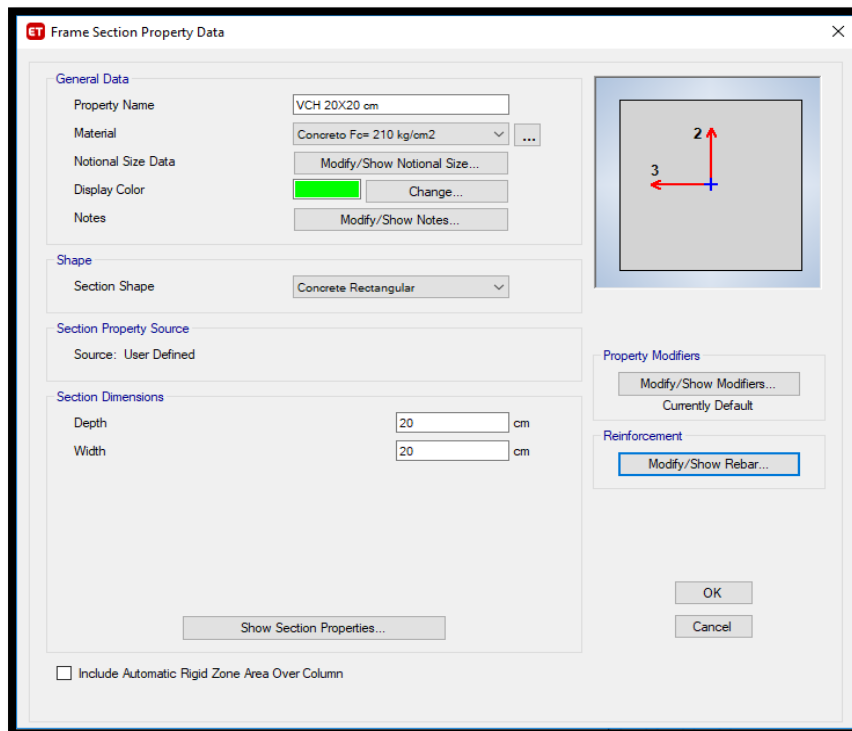 ET Frame Section Property Data
General Data
Property Name VCH 20X20 cm
Material Concreto Fc= 210 kg/cm2 ...
Notional Size Data Modify/Show Notional Size...
Display Color Change...
Notes Modify/Show Notes...
2
3
Shape
Section Shape Concrete Rectangular
Section Property Source
Source: User Defined
Property Modifiers
Modify/Show Modifiers...
Currently Default
Section Dimensions
Depth 20 cm
Width 20 cm
Reinforcement
Modify/Show Rebar...
OK
Show Section Properties... Cancel
Include Automatic Rigid Zone Area Over Column